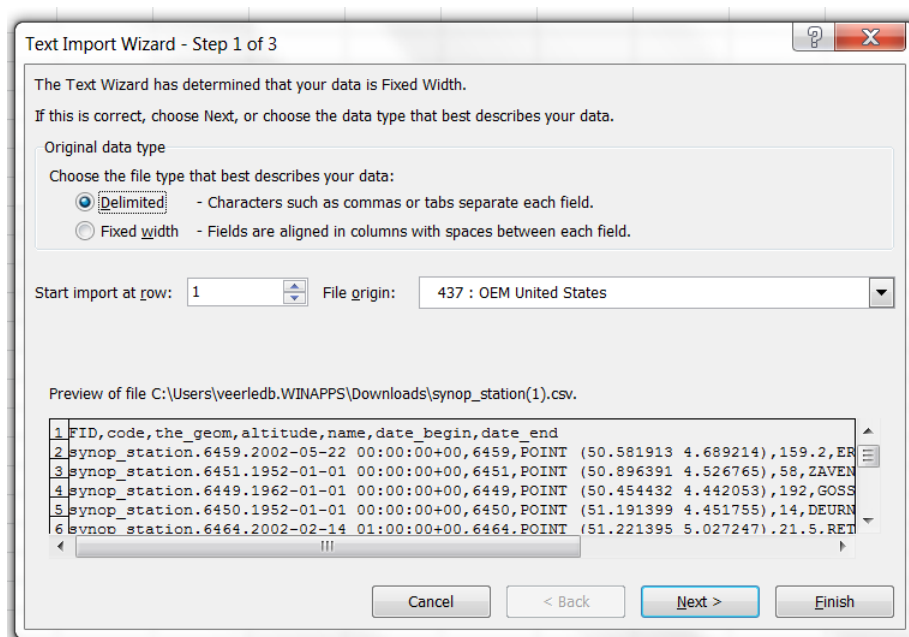 Text Import Wizard - Step 1 of 3
The Text Wizard has determined that your data is Fixed Width.
If this is correct, choose Next, or choose the data type that best describes your data.
Original data type
Choose the file type that best describes your data:
Delimited - Characters such as commas or tabs separate each field.
Fixed width - Fields are aligned in columns with spaces between each field.
Start import at row: 1 File origin: 437 : OEM United States
Preview of file C:\Users\veerledb.WINAPPS\Downloads\synop_station(1).csv.
1 FID,code,the_geom,altitude,name,date_begin,date_end
2 synop_station.6459.2002-05-22 00:00:00+00,6459,POINT (50.581913 4.689214),159.2,ER
3 synop_station.6451.1952-01-01 00:00:00+00,6451,POINT (50.896391 4.526765),58,ZAVEN
4 synop_station.6449.1962-01-01 00:00:00+00,6449,POINT (50.454432 4.442053),192,GOSS
5 synop_station.6450.1952-01-01 00:00:00+00,6450,POINT (51.191399 4.451755),14,DEURN
6 synop_station.6464.2002-02-14 01:00:00+00,6464,POINT (51.221395 5.027247),21.5,RET
Cancel < Back Next > Finish